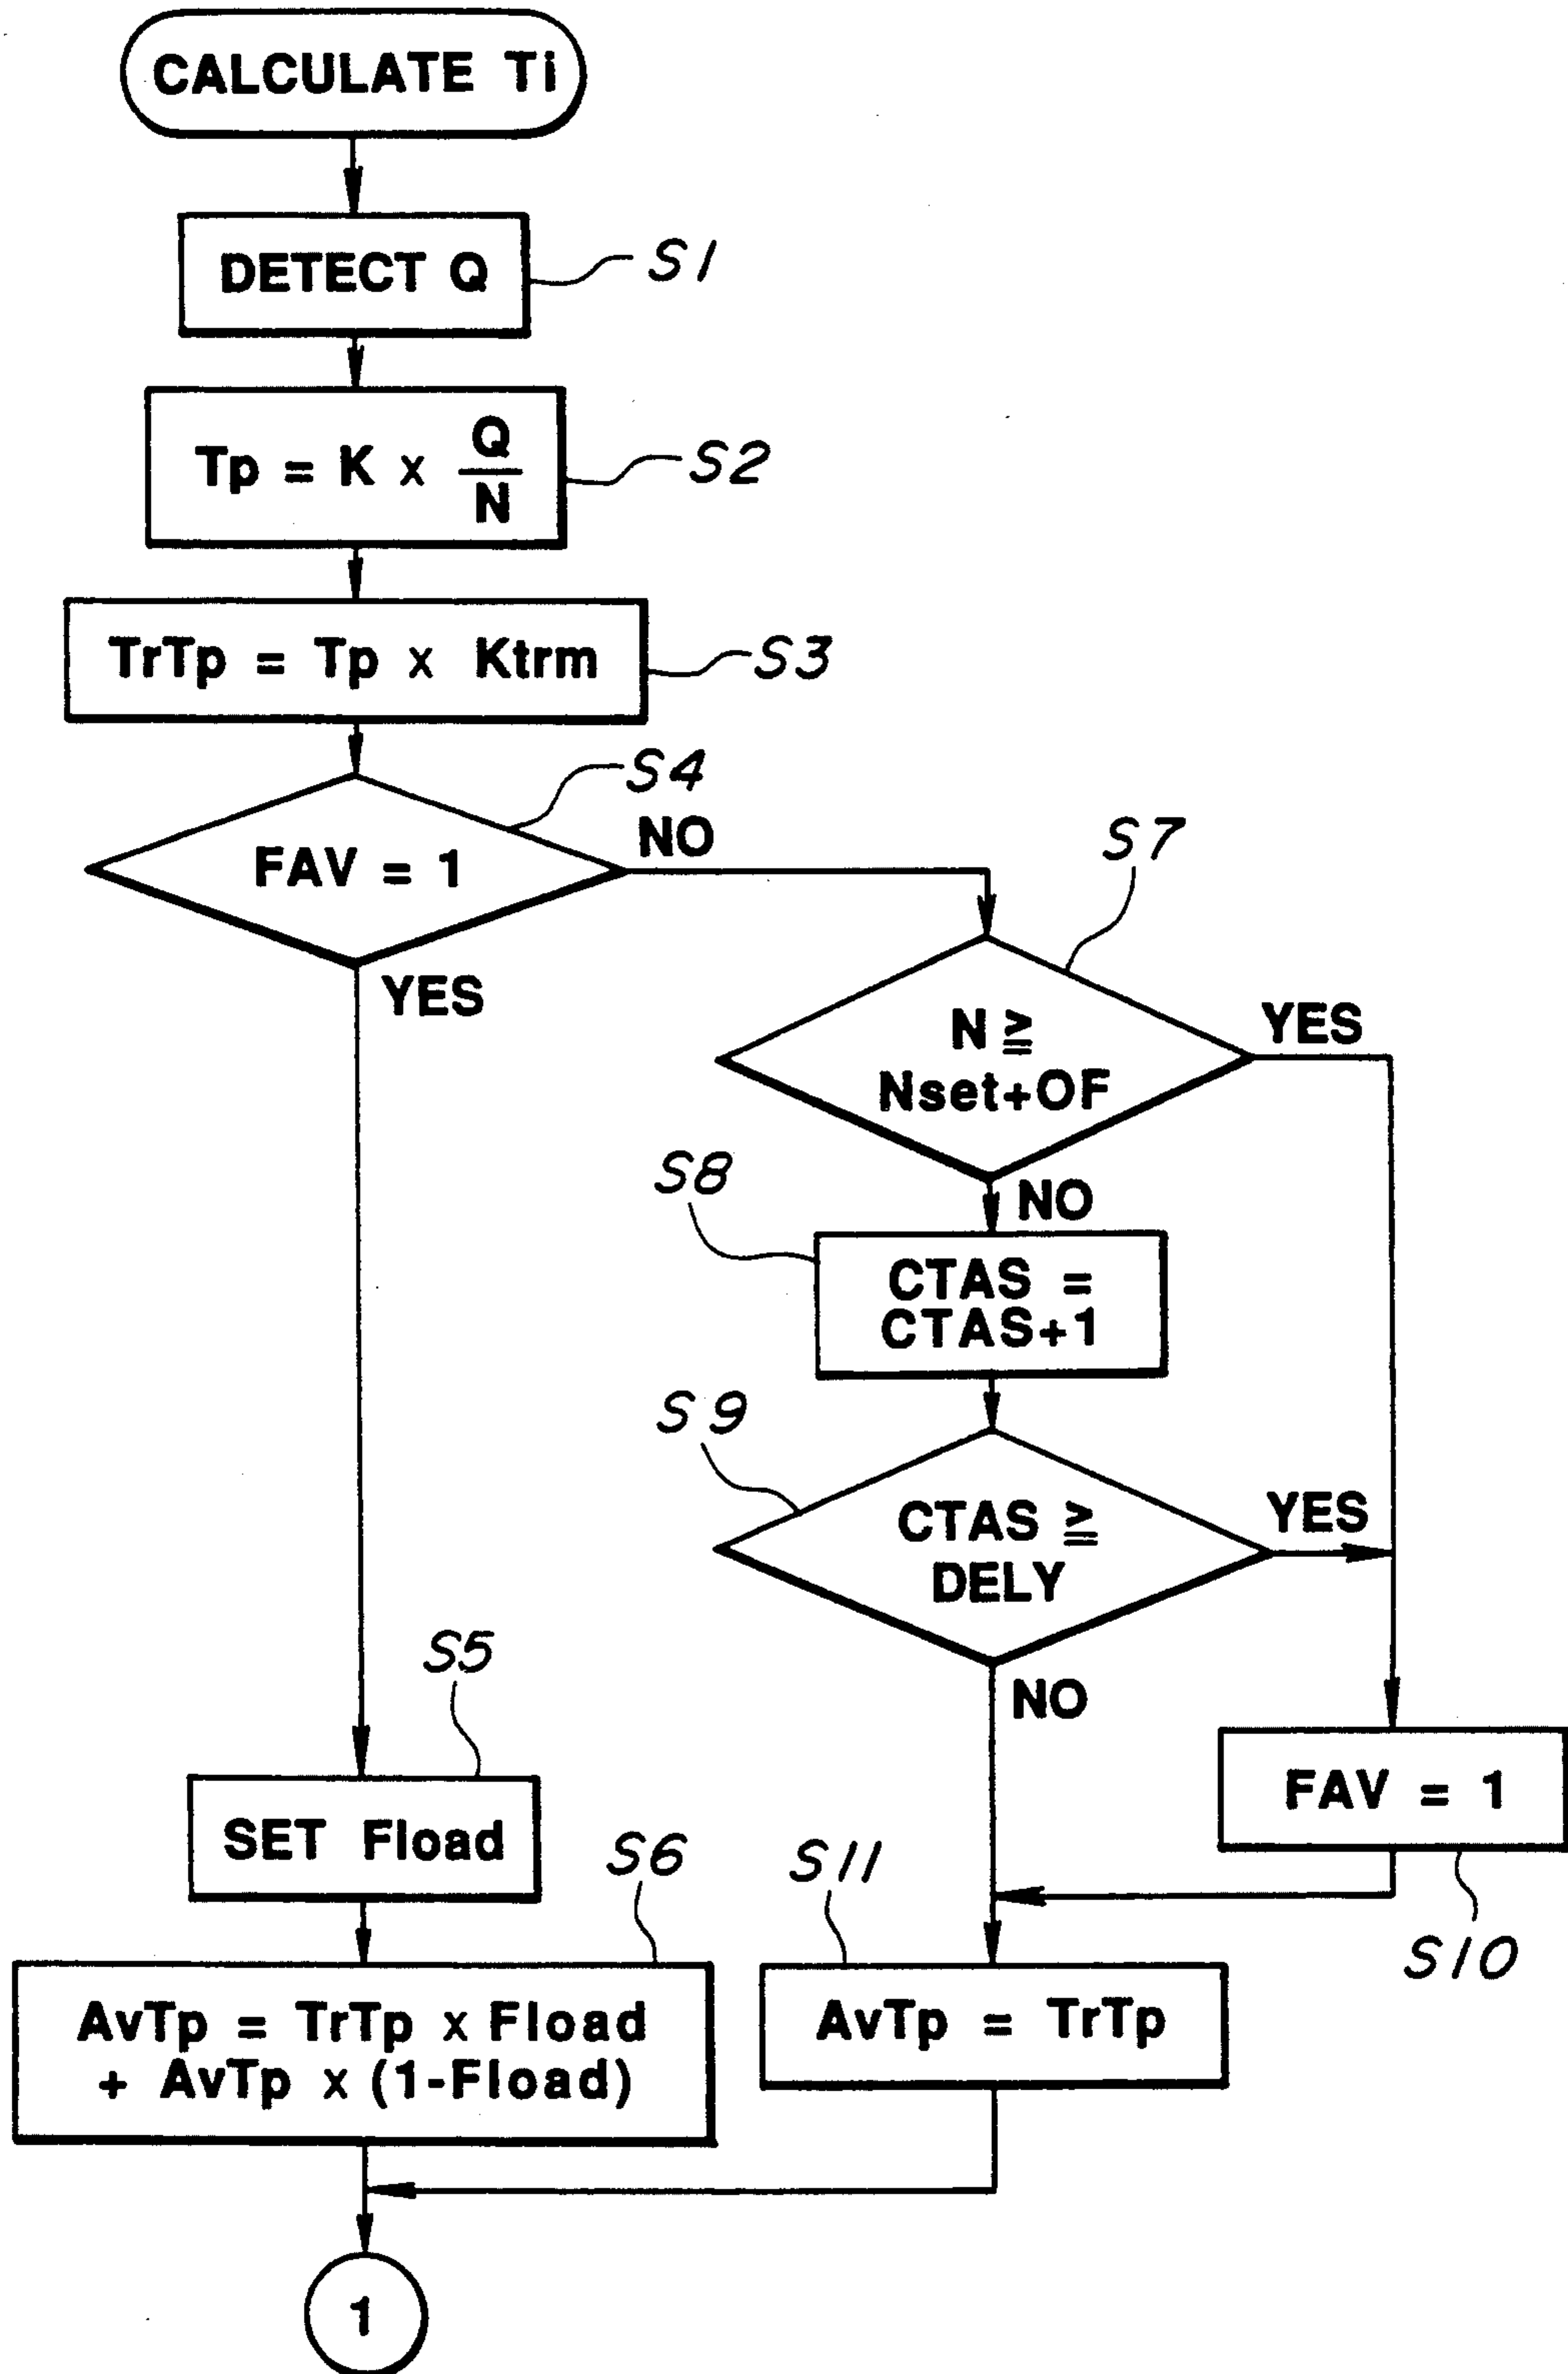 CALCULATE Ti
DETECT Q
S1
Tp = K × Q/N
S2
TrTp = Tp × Ktrm
S3
S4
FAV = 1
NO
YES
S7
N ≧
Nset+OF
YES
NO
S8
CTAS =
CTAS+1
S9
CTAS ≧
DELY
YES
NO
S5
SET Fload
FAV = 1
S10
S6
AvTp = TrTp × Fload
+ AvTp × (1-Fload)
S11
AvTp = TrTp
1